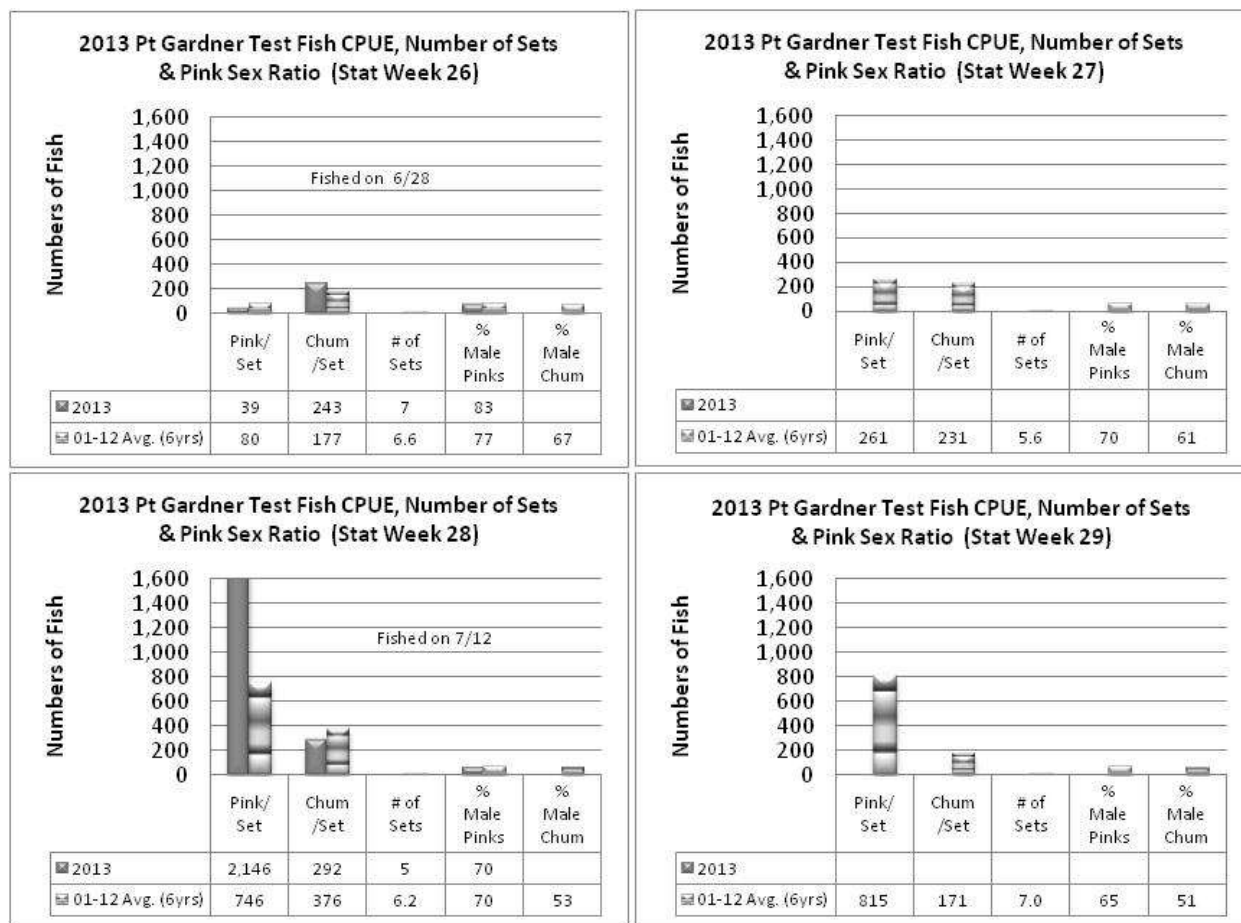 2013 Pt Gardner Test Fish CPUE, Number of Sets
& Pink Sex Ratio (Stat Week 26)
Numbers of Fish
1,600
1,400
1,200
1,000
800
600
400
200
0
Fished on 6/28
Pink/ Chum # of % %
Set /Set Sets Male Male
Pinks Chum
2013 39 243 7 83
01-12 Avg. (6yrs) 80 177 6.6 77 67
2013 Pt Gardner Test Fish CPUE, Number of Sets
& Pink Sex Ratio (Stat Week 27)
Numbers of Fish
1,600
1,400
1,200
1,000
800
600
400
200
0
Pink/ Chum # of % %
Set /Set Sets Male Male
Pinks Chum
2013
01-12 Avg. (6yrs) 261 231 5.6 70 61
2013 Pt Gardner Test Fish CPUE, Number of Sets
& Pink Sex Ratio (Stat Week 28)
Numbers of Fish
1,600
1,400
1,200
1,000
800
600
400
200
0
Fished on 7/12
Pink/ Chum # of % %
Set /Set Sets Male Male
Pinks Chum
2013 2,146 292 5 70
01-12 Avg. (6yrs) 746 376 6.2 70 53
2013 Pt Gardner Test Fish CPUE, Number of Sets
& Pink Sex Ratio (Stat Week 29)
Numbers of Fish
1,600
1,400
1,200
1,000
800
600
400
200
0
Pink/ Chum # of % %
Set /Set Sets Male Male
Pinks Chum
2013
01-12 Avg. (6yrs) 815 171 7.0 65 51